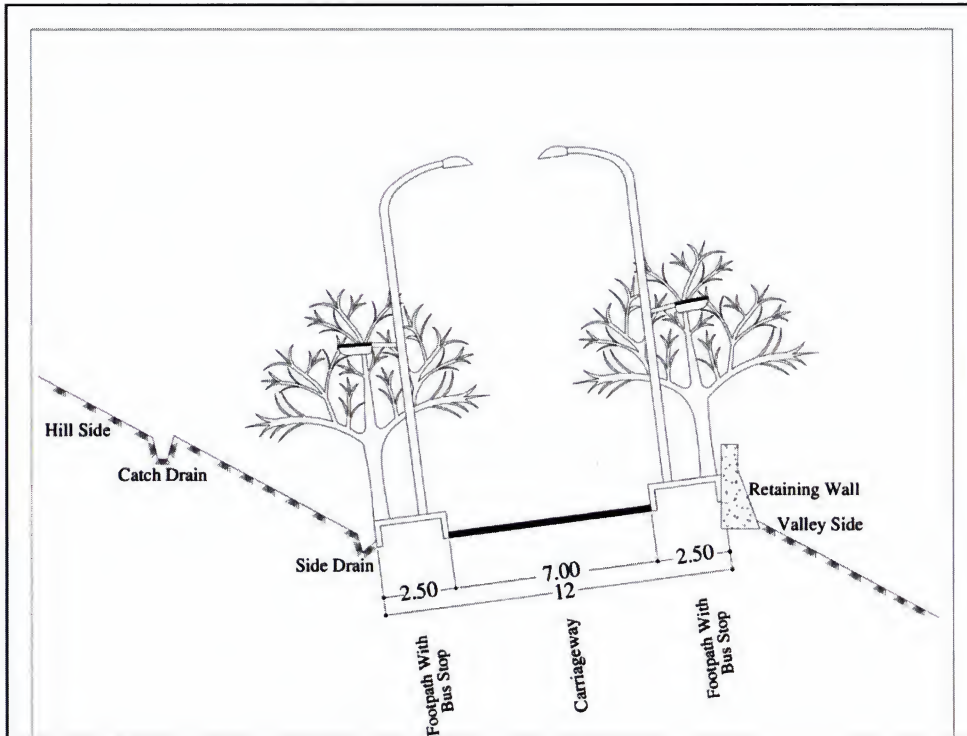 Hill Side
Catch Drain
Side Drain
Retaining Wall
Valley Side
2.50
7.00
2.50
12
Footpath With
Bus Stop
Carriageway
Footpath With
Bus Stop